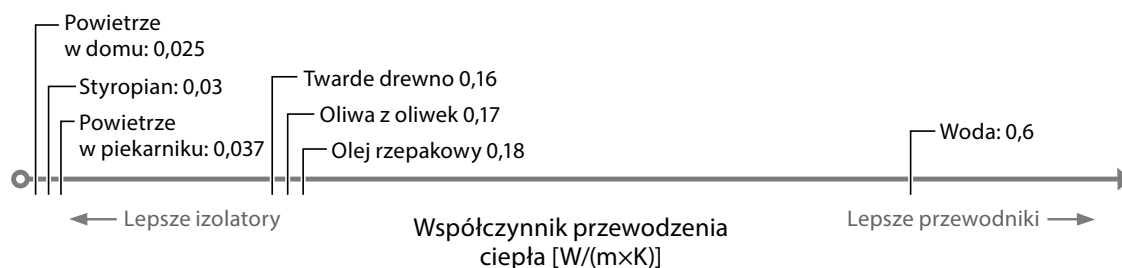 Powietrze
w domu: 0,025
Styropian: 0,03
Powietrze
w piekarniku: 0,037
Twarde drewno 0,16
Oliwa z oliwek 0,17
Olej rzepakowy 0,18
Woda: 0,6
Lepsze izolatory
Współczynnik przewodzenia
ciepła [W/(m×K)]
Lepsze przewodniki